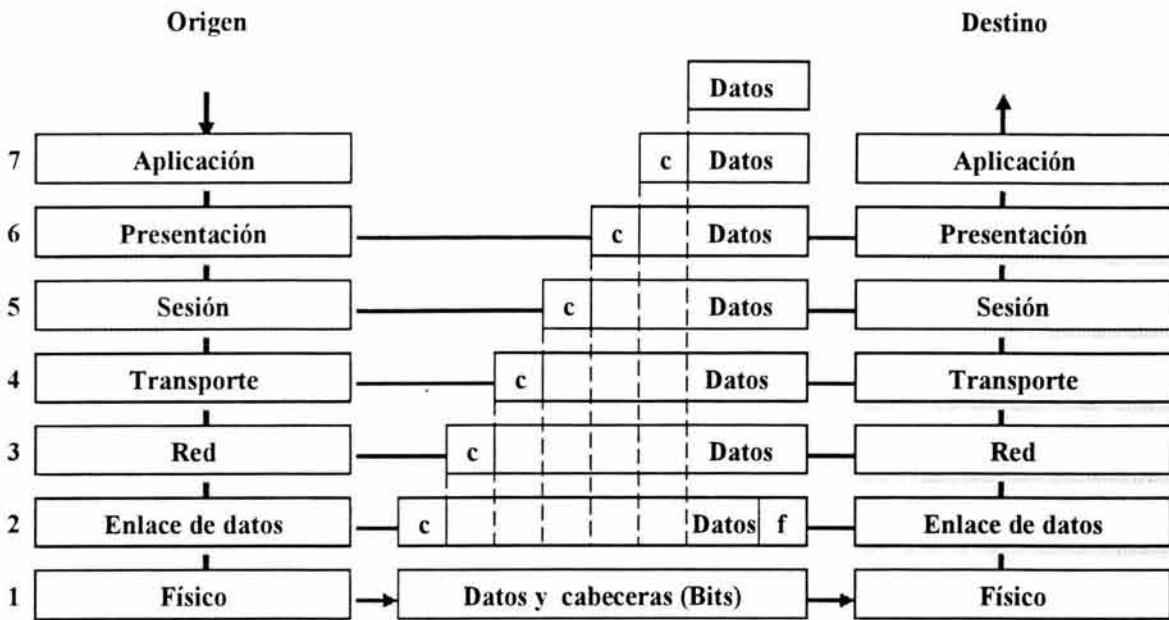 Origen Destino
Datos
7 Aplicación c Datos Aplicación
6 Presentación c Datos Presentación
5 Sesión c Datos Sesión
4 Transporte c Datos Transporte
3 Red c Datos Red
2 Enlace de datos c Datos f Enlace de datos
1 Físico Datos y cabeceras (Bits) Físico